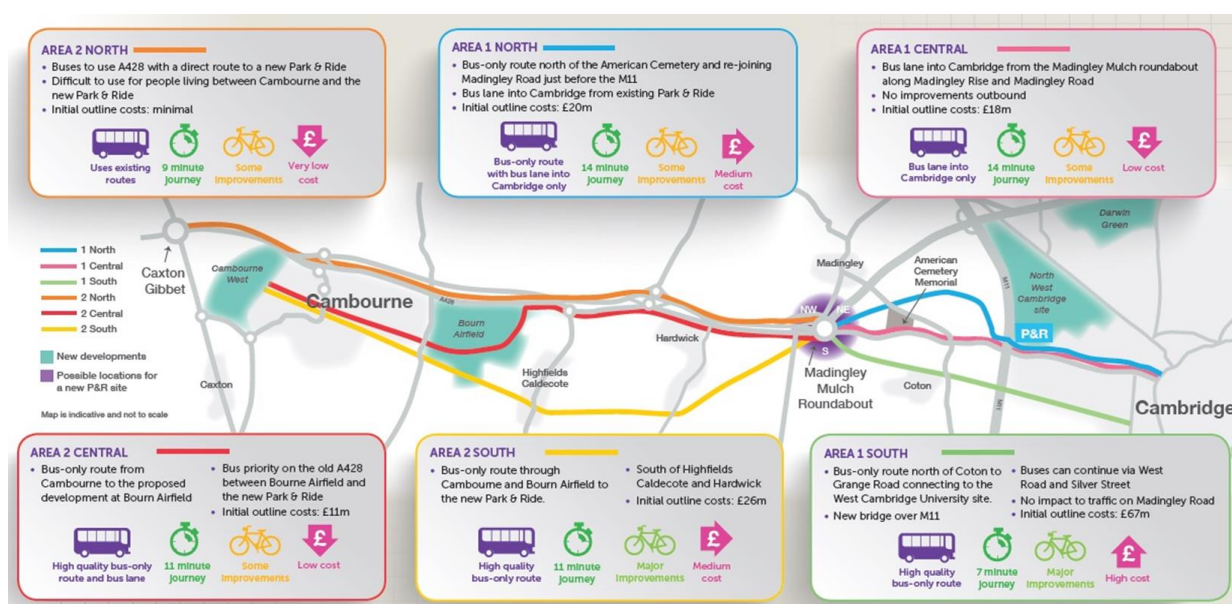 AREA 2 NORTH
• Buses to use A428 with a direct route to a new Park & Ride
• Difficult to use for people living between Cambourne and the
new Park & Ride
• Initial outline costs: minimal
Uses existing
routes
9 minute
journey
Some
improvements
£
Very low
cost
AREA 1 NORTH
• Bus-only route north of the American Cemetery and re-joining
Madingley Road just before the M11
• Bus lane into Cambridge from existing Park & Ride
• Initial outline costs: £20m
Bus-only route
with bus lane into
Cambridge only
14 minute
journey
Some
improvements
£
Medium
cost
AREA 1 CENTRAL
• Bus lane into Cambridge from the Madingley Mulch roundabout
along Madingley Rise and Madingley Road
• No improvements outbound
• Initial outline costs: £18m
Bus lane into
Cambridge only
14 minute
journey
Some
improvements
£
Low cost
1 North
1 Central
1 South
2 North
2 Central
2 South
New developments
Possible locations for
a new P&R site
Map is indicative and not to scale
Caxton
Gibbet
Cambourne
West
Cambourne
Caxton
A428
Bourn
Airfield
Highfields
Caldecote
Hardwick
Madingley
NW
NE
S
Madingley
Mulch
Roundabout
American
Cemetery
Memorial
Coton
M11
M11
Darwin
Green
North
West
Cambridge
site
P&R
Cambridge
AREA 2 CENTRAL
• Bus-only route from
Cambourne to the proposed
development at Bourn Airfield
• Bus priority on the old A428
between Bourne Airfield and
the new Park & Ride
• Initial outline costs: £11m
High quality bus-only
route and bus lane
11 minute
journey
Some
improvements
£
Low cost
AREA 2 SOUTH
• Bus-only route through
Cambourne and Bourn Airfield to
the new Park & Ride.
• South of Highfields
Caldecote and Hardwick
• Initial outline costs: £26m
High quality
bus-only route
11 minute
journey
Major
improvements
£
Medium
cost
AREA 1 SOUTH
• Bus-only route north of Coton to
Grange Road connecting to the
West Cambridge University site.
• New bridge over M11
• Buses can continue via West
Road and Silver Street
• No impact to traffic on Madingley Road
• Initial outline costs: £67m
High quality
bus-only route
7 minute
journey
Major
improvements
£
High cost